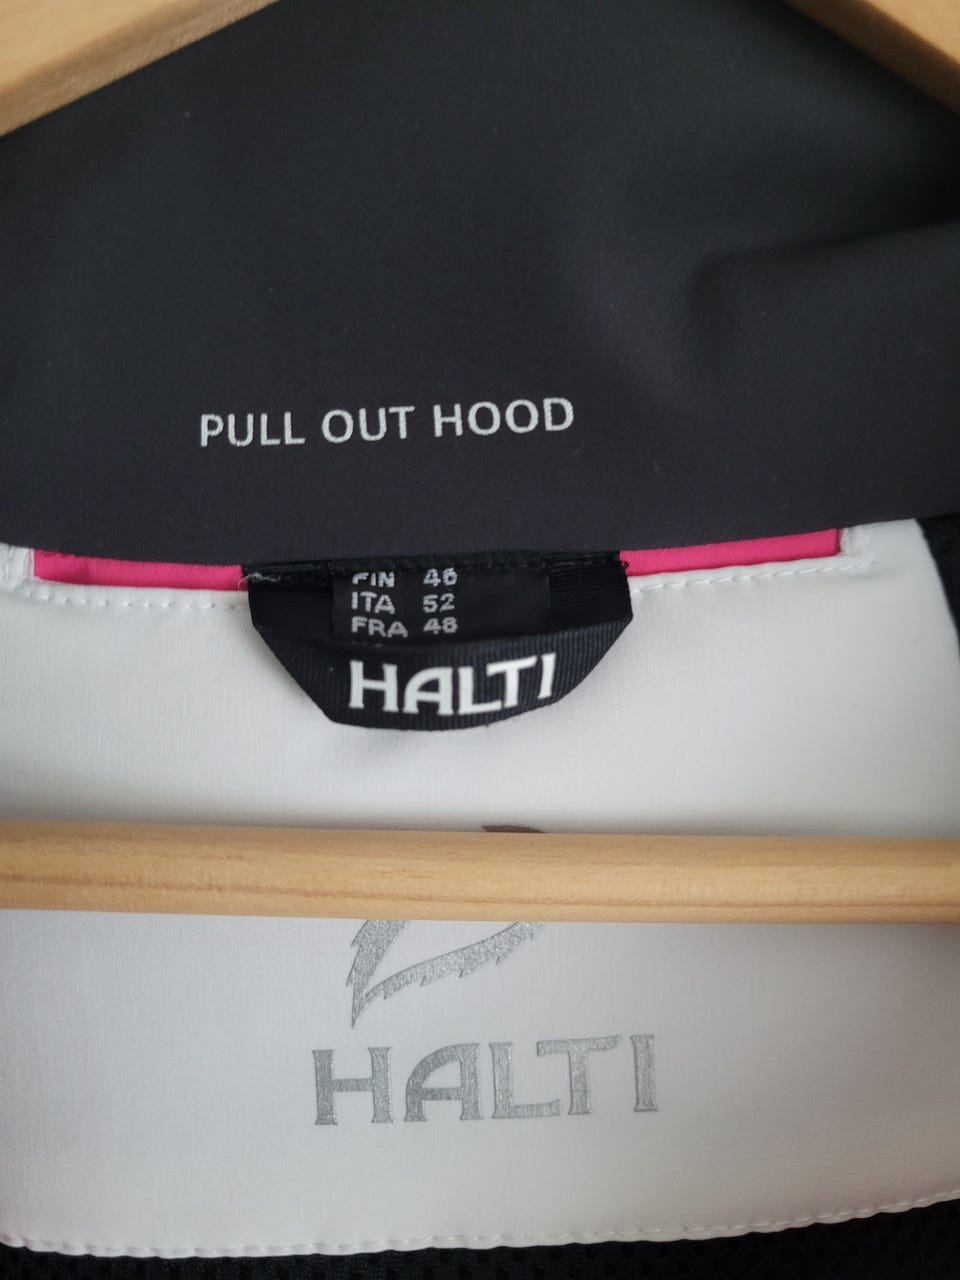 PULL OUT HOOD
FIN 46
ITA 52
FRA 48
HALTI
HALTI